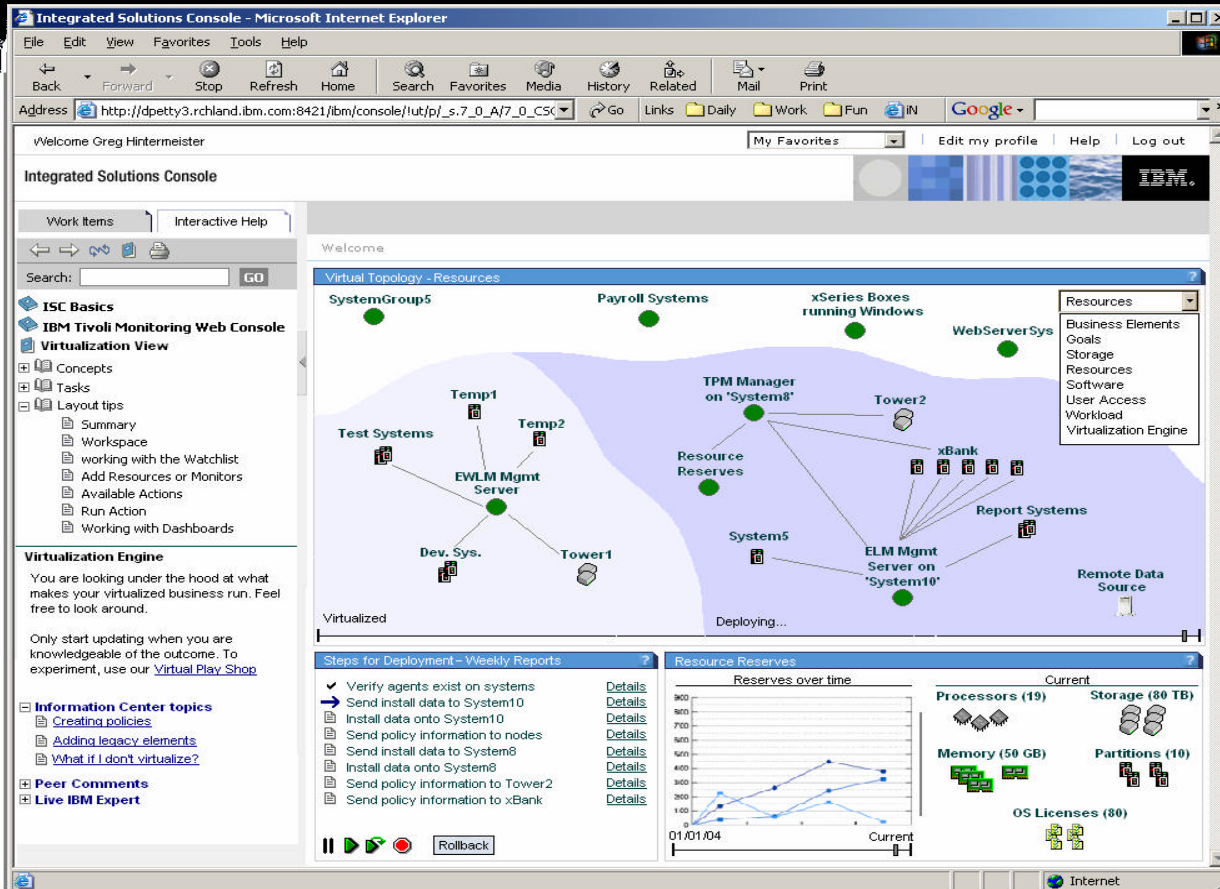 Integrated Solutions Console - Microsoft Internet Explorer
File Edit View Favorites Tools Help
Back Forward Stop Refresh Home Search Favorites Media History Related Mail Print
Address http://dpetty3.rchland.ibm.com:8421/ibm/console/!ut/p/_s.7_0_A/7_0_CSC Go Links Daily Work Fun iN Google
Welcome Greg Hintermeister
My Favorites Edit my profile Help Log out
Integrated Solutions Console
IBM.
Work Items Interactive Help
Search: GO
ISC Basics
IBM Tivoli Monitoring Web Console
Virtualization View
Concepts
Tasks
Layout tips
Summary
Workspace
working with the Watchlist
Add Resources or Monitors
Available Actions
Run Action
Working with Dashboards
Virtualization Engine
You are looking under the hood at what
makes your virtualized business run. Feel
free to look around.
Only start updating when you are
knowledgeable of the outcome. To
experiment, use our Virtual Play Shop
Information Center topics
Creating policies
Adding legacy elements
What if I don't virtualize?
Peer Comments
Live IBM Expert
Welcome
Virtual Topology - Resources ?
SystemGroup5
Payroll Systems
xSeries Boxes
running Windows
WebServerSys
Resources
Business Elements
Goals
Storage
Resources
Software
User Access
Workload
Virtualization Engine
Temp1
Temp2
Test Systems
EWLM Mgmt
Server
Dev. Sys.
Tower1
TPM Manager
on 'System8'
Tower2
Resource
Reserves
xBank
Report Systems
System5
ELM Mgmt
Server on
'System10'
Remote Data
Source
Virtualized
Deploying...
Steps for Deployment - Weekly Reports ?
Verify agents exist on systems Details
Send install data to System10 Details
Install data onto System10 Details
Send policy information to nodes Details
Send install data to System8 Details
Install data onto System8 Details
Send policy information to Tower2 Details
Send policy information to xBank Details
Rollback
Resource Reserves ?
Reserves over time
900
800
700
600
500
400
300
200
100
0
01/01/04 Current
Current
Processors (19) Storage (80 TB)
Memory (50 GB) Partitions (10)
OS Licenses (80)
Internet